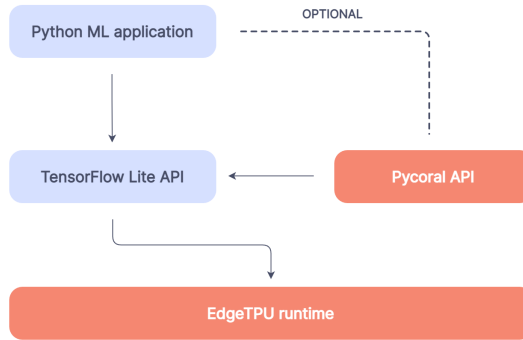 OPTIONAL
Python ML application
TensorFlow Lite API
Pycoral API
EdgeTPU runtime